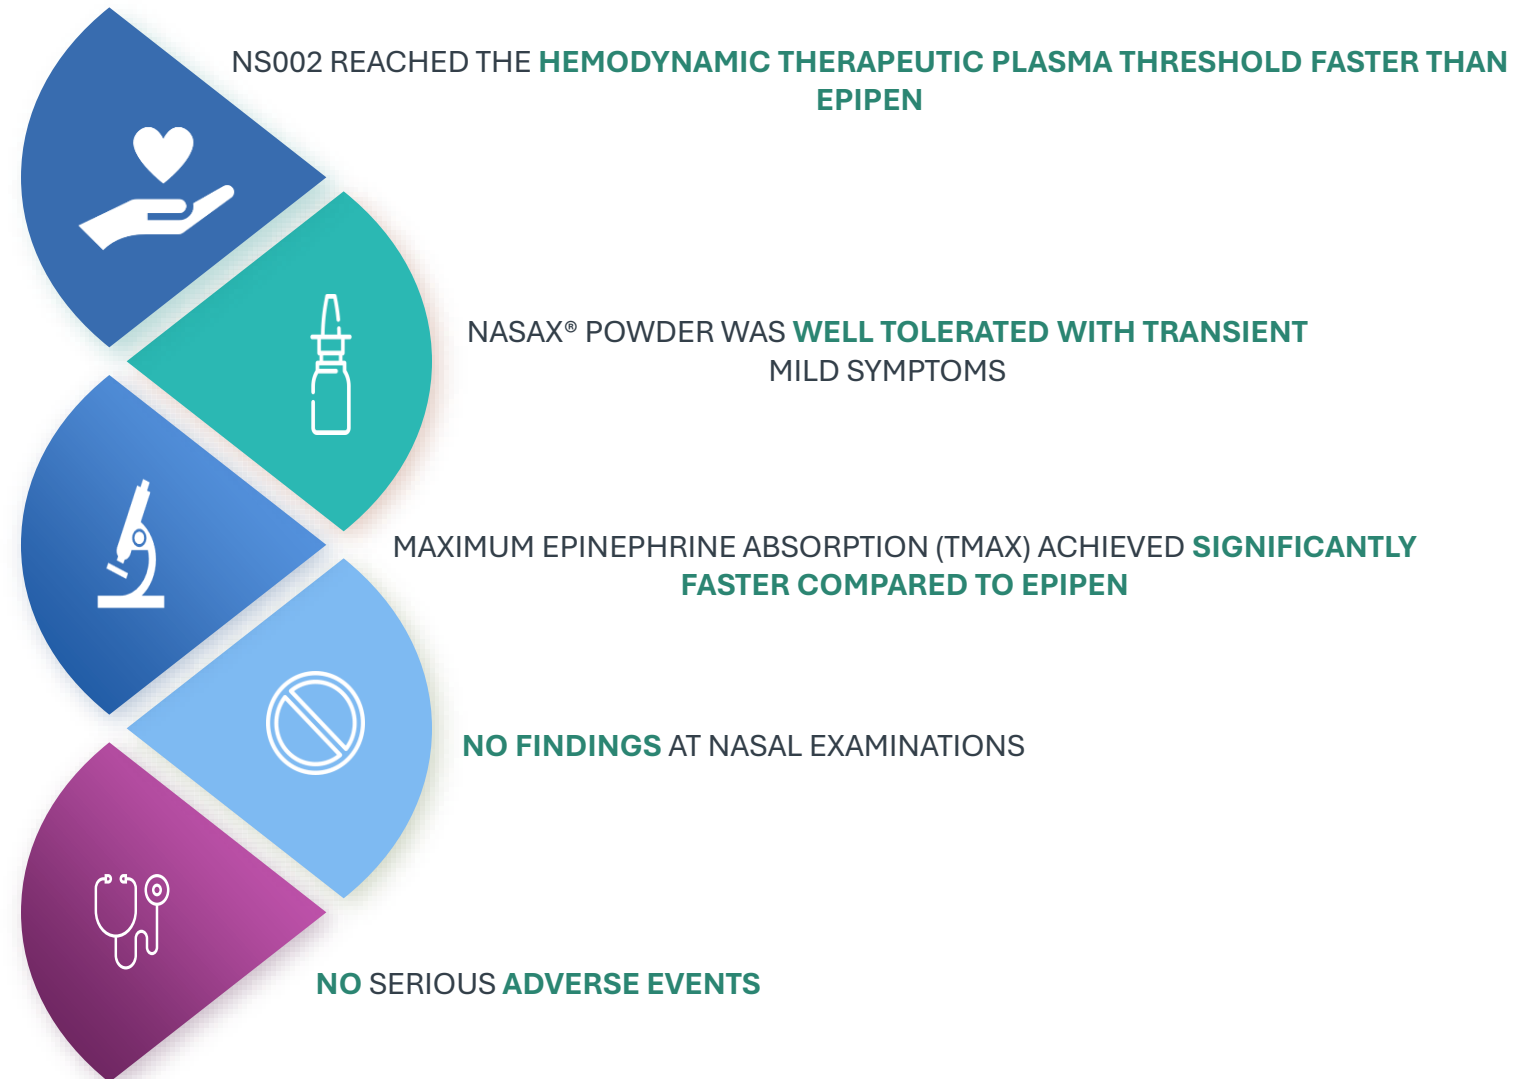 NS002 REACHED THE HEMODYNAMIC THERAPEUTIC PLASMA THRESHOLD FASTER THAN
EPIPEN
NASAX® POWDER WAS WELL TOLERATED WITH TRANSIENT
MILD SYMPTOMS
MAXIMUM EPINEPHRINE ABSORPTION (TMAX) ACHIEVED SIGNIFICANTLY
FASTER COMPARED TO EPIPEN
NO FINDINGS AT NASAL EXAMINATIONS
NO SERIOUS ADVERSE EVENTS